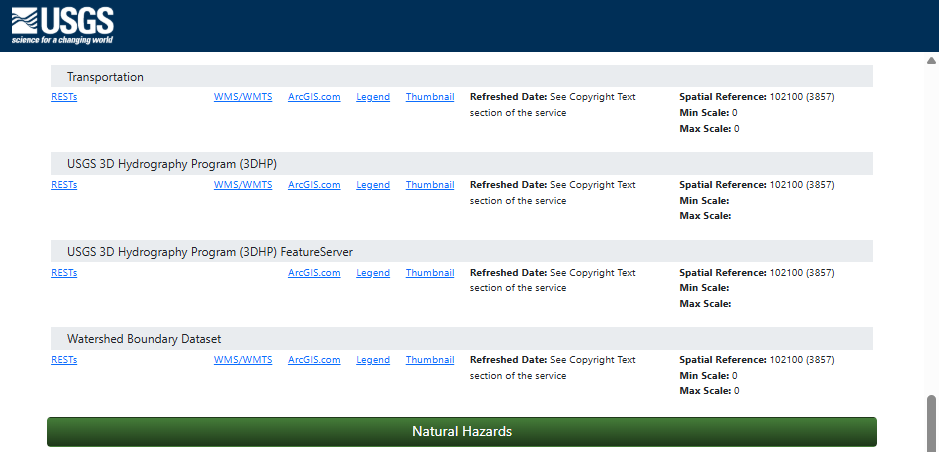 USGS
science for a changing world
Transportation
RESTs WMS/WMTS ArcGIS.com Legend Thumbnail Refreshed Date: See Copyright Text Spatial Reference: 102100 (3857)
section of the service Min Scale: 0
Max Scale: 0
USGS 3D Hydrography Program (3DHP)
RESTs WMS/WMTS ArcGIS.com Legend Thumbnail Refreshed Date: See Copyright Text Spatial Reference: 102100 (3857)
section of the service Min Scale:
Max Scale:
USGS 3D Hydrography Program (3DHP) FeatureServer
RESTs ArcGIS.com Legend Thumbnail Refreshed Date: See Copyright Text Spatial Reference: 102100 (3857)
section of the service Min Scale:
Max Scale:
Watershed Boundary Dataset
RESTs WMS/WMTS ArcGIS.com Legend Thumbnail Refreshed Date: See Copyright Text Spatial Reference: 102100 (3857)
section of the service Min Scale: 0
Max Scale: 0
Natural Hazards